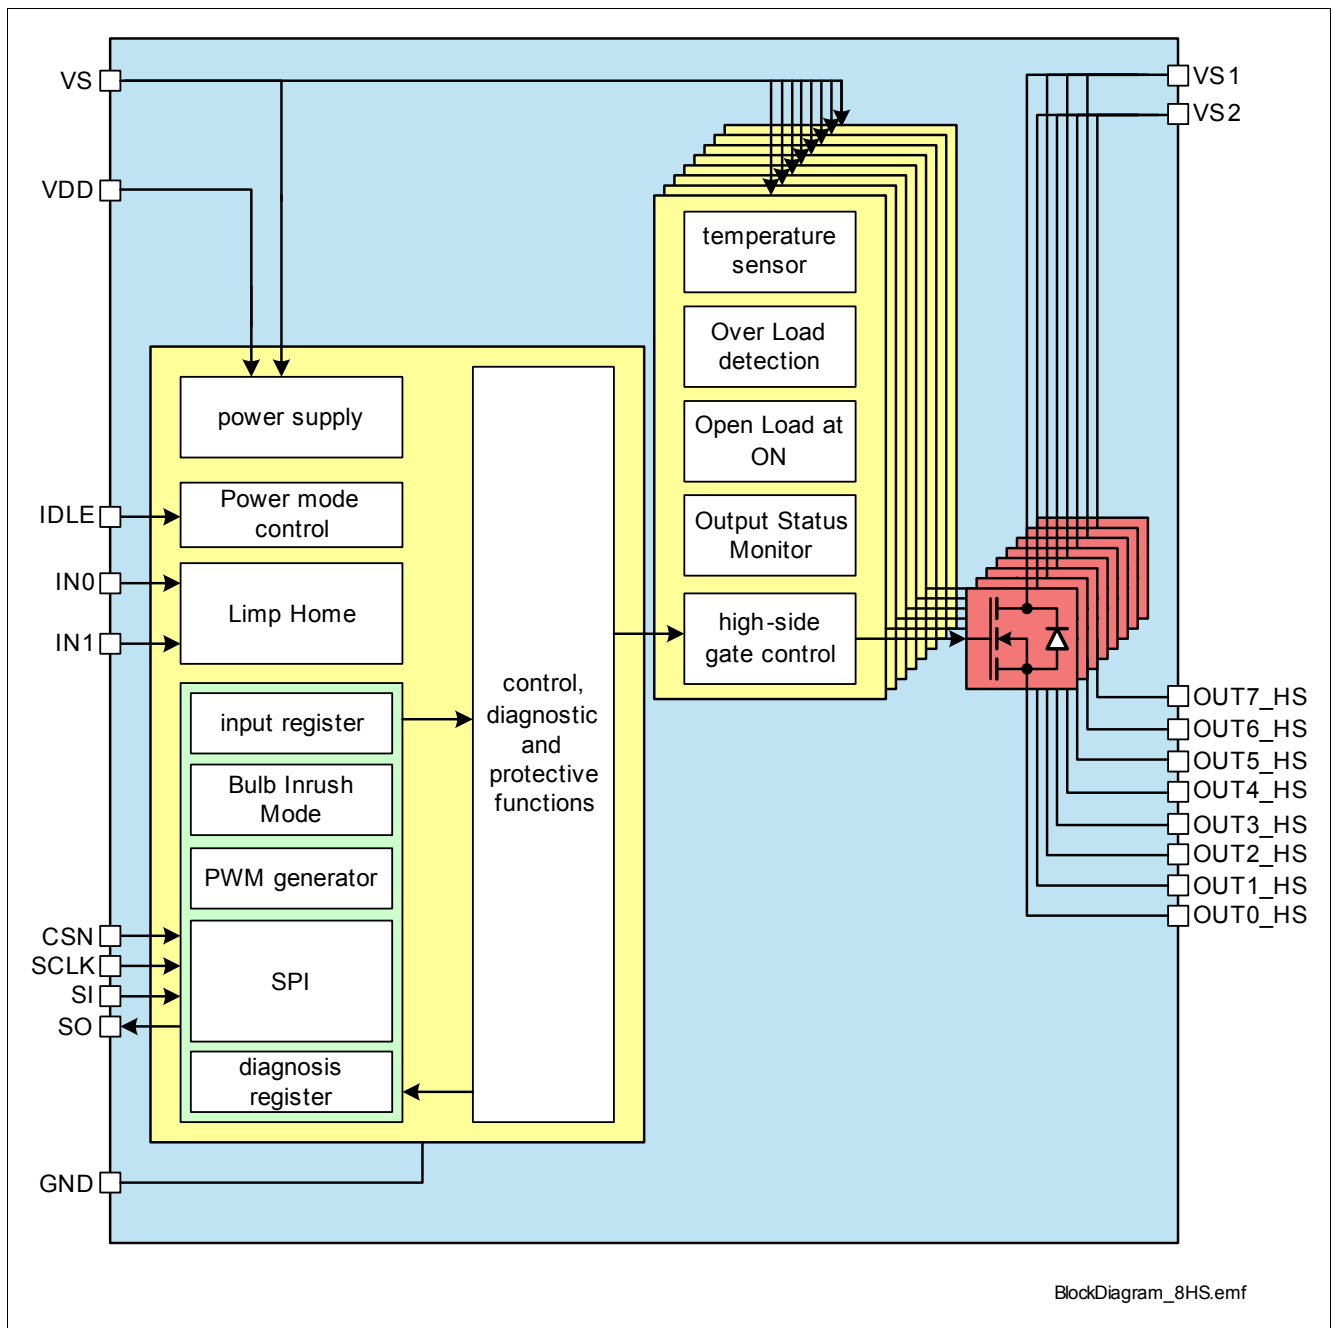 VS
VDD
IDLE
IN0
IN1
CSN
SCLK
SI
SO
GND
power supply
Power mode
control
Limp Home
input register
Bulb Inrush
Mode
PWM generator
SPI
diagnosis
register
control,
diagnostic
and
protective
functions
temperature
sensor
Over Load
detection
Open Load at
ON
Output Status
Monitor
high-side
gate control
VS1
VS2
OUT7_HS
OUT6_HS
OUT5_HS
OUT4_HS
OUT3_HS
OUT2_HS
OUT1_HS
OUT0_HS
BlockDiagram_8HS.emf